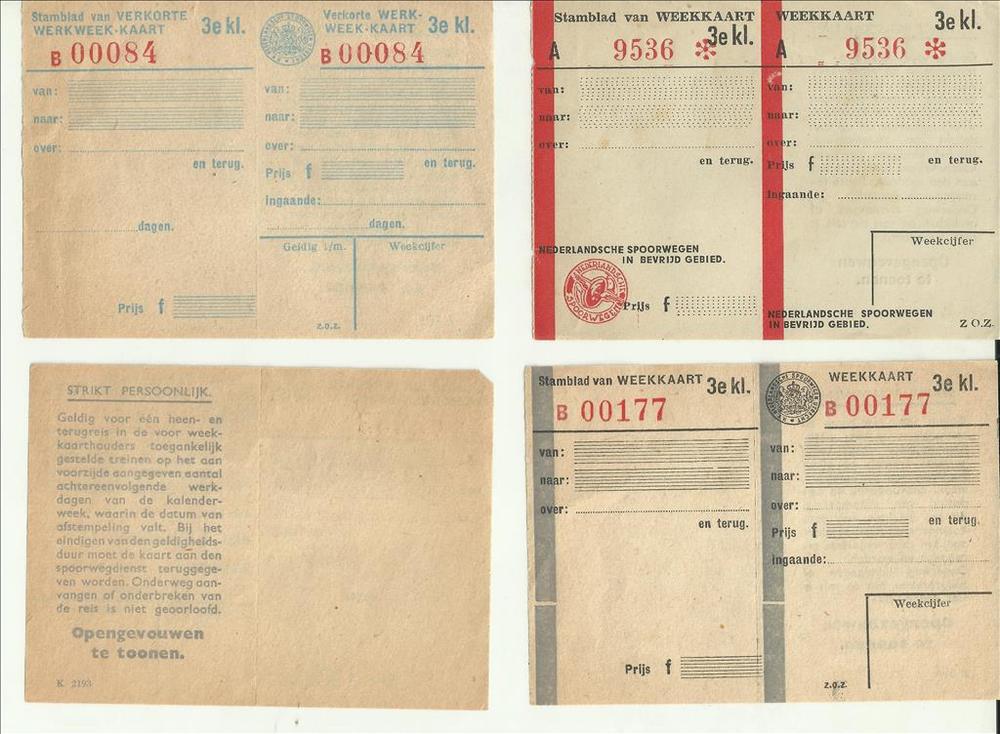 Stamblad van VERKORTE
WERKWEEK-KAART 3e kl.
B 00084
van:
naar:
over:
en terug.
dagen.
Prijs f
Verkorte WERK-
WEEK-KAART 3e kl.
B 00084
van:
naar:
over:
en terug.
Prijs f
Ingaande:
dagen.
Geldig t/m. Weekcijfer
Z.O.Z.
Stamblad van WEEKKAART
3e kl.
A 9536 *
van:
naar:
over:
en terug.
NEDERLANDSCHE SPOORWEGEN
IN BEVRIJD GEBIED.
NEDERLANDSCHE
SPOORWEGEN
Prijs f
WEEKKAART
3e kl.
A 9536 *
van:
naar:
over:
Prijs f en terug.
Ingaande:
Weekcijfer
NEDERLANDSCHE SPOORWEGEN
IN BEVRIJD GEBIED.
Z O.Z.
STRIKT PERSOONLIJK.
Geldig voor één heen- en
terugreis in de voor week-
kaarthouders toegankelijk
gestelde treinen op het aan
voorzijde aangegeven aantal
achtereenvolgende werk-
dagen van de kalender-
week, waarin de datum van
afstempeling valt. Bij het
eindigen van den geldigheids-
duur moet de kaart aan den
spoorwegdienst teruggege-
ven worden. Onderweg aan-
vangen of onderbreken van
de reis is niet geoorloofd.
Opengevouwen
te toonen.
K. 2193
Stamblad van WEEKKAART 3e kl.
B 00177
van:
naar:
over:
en terug.
Prijs f
WEEKKAART 3e kl.
B 00177
van:
naar:
over:
en terug.
Prijs f
Ingaande:
Weekcijfer
Z.O.Z.